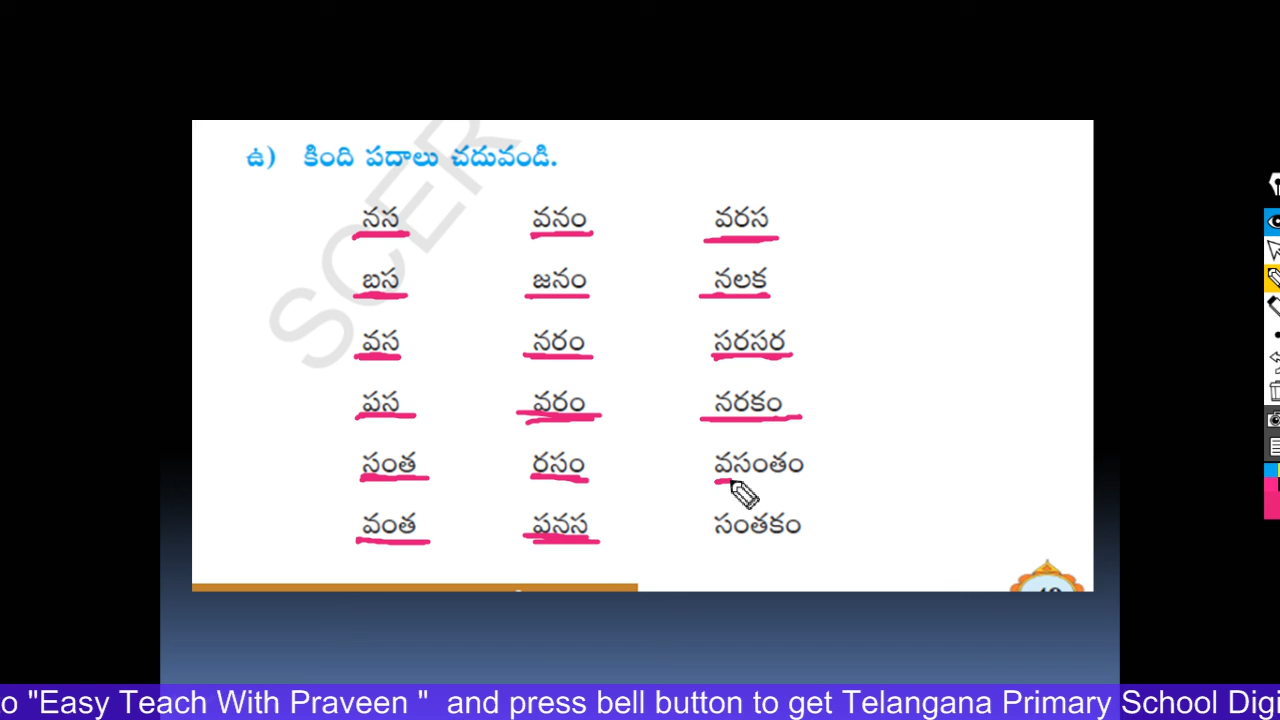 ఉ) కింది పదాలు చదువండి.
నస వనం వరస
బస జనం నలక
వస నరం సరసర
పస వరం నరకం
సంత రసం వసంతం
వంత పనస సంతకం
SCER
o "Easy Teach With Praveen " and press bell button to get Telangana Primary School Digi